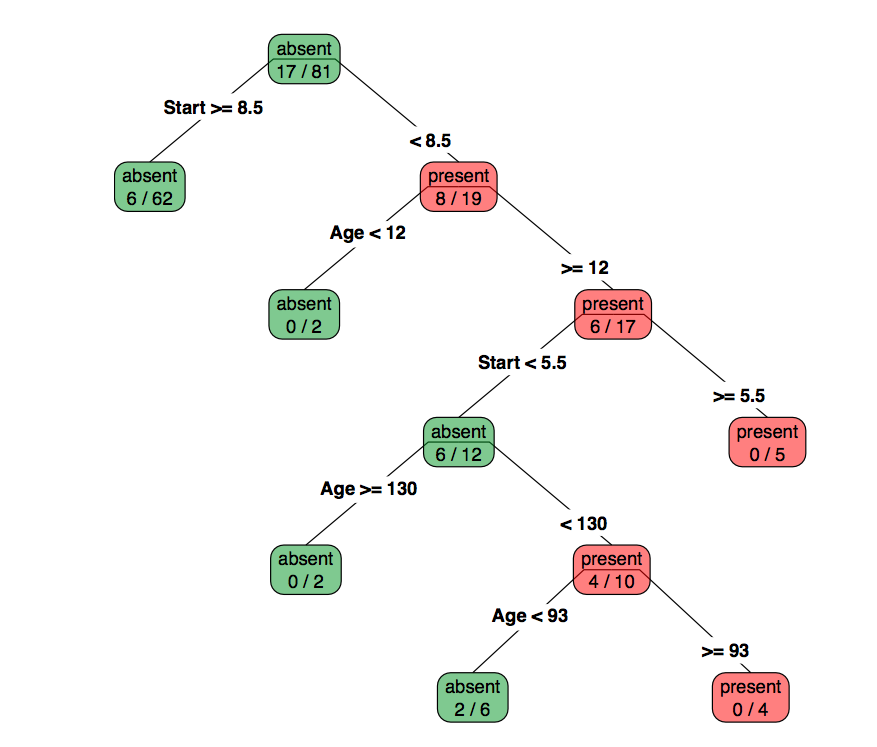 absent
17 / 81
Start >= 8.5
< 8.5
absent
6 / 62
present
8 / 19
Age < 12
>= 12
absent
0 / 2
present
6 / 17
Start < 5.5
>= 5.5
absent
6 / 12
present
0 / 5
Age >= 130
< 130
absent
0 / 2
present
4 / 10
Age < 93
>= 93
absent
2 / 6
present
0 / 4